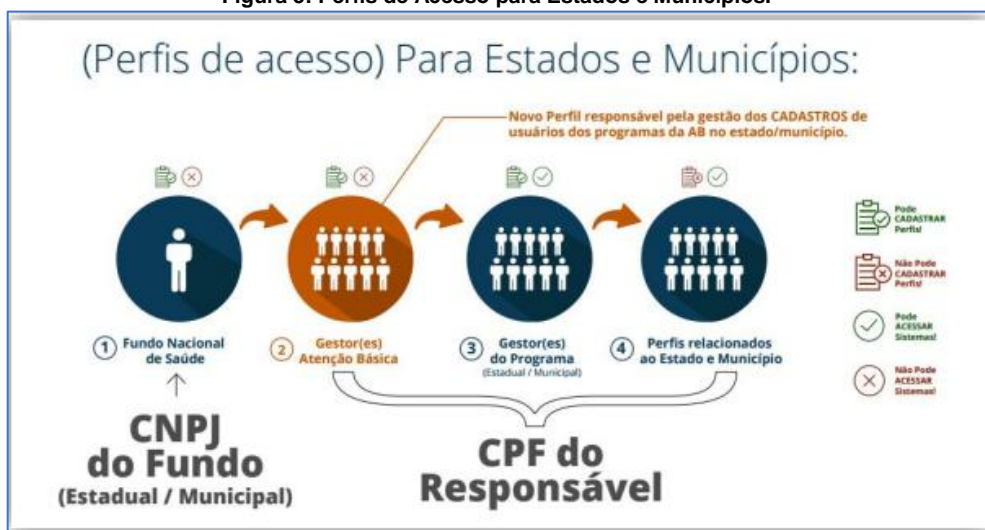 Figura 3. Perfis de Acesso para Estados e Municípios.
(Perfis de acesso) Para Estados e Municípios:
Novo Perfil responsável pela gestão dos CADASTROS de
usuários dos programas da AB no estado/município.
1 Fundo Nacional
de Saúde
2 Gestor(es)
Atenção Básica
3 Gestor(es)
do Programa
(Estadual / Municipal)
4 Perfis relacionados
ao Estado e Município
Pode
CADASTRAR
Perfis!
Não Pode
CADASTRAR
Perfis!
Pode
ACESSAR
Sistemas!
Não Pode
ACESSAR
Sistemas!
CNPJ
do Fundo
(Estadual / Municipal)
CPF do
Responsável